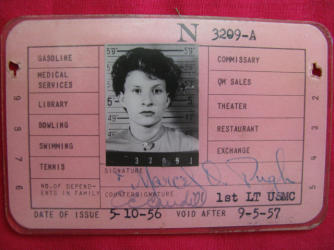 N 3209-A
GASOLINE
MEDICAL
SERVICES
LIBRARY
BOWLING
SWIMMING
TENNIS
NO. OF DEPEND-
ENTS IN FAMILY
COMMISSARY
QM SALES
THEATER
RESTAURANT
EXCHANGE
SIGNATURE
Pugh
COUNTERSIGNATURE
1st LT USMC
DATE OF ISSUE 5-10-56 VOID AFTER 9-5-57